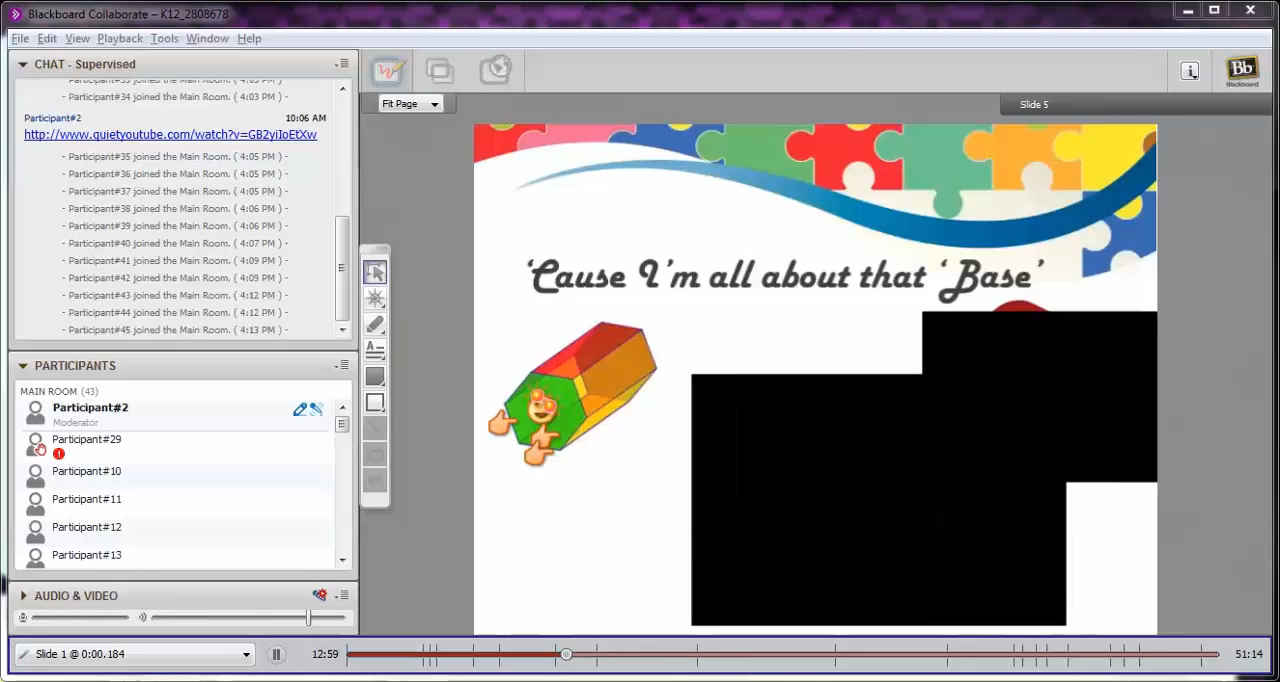 Blackboard Collaborate – K12_2808678
File Edit View Playback Tools Window Help
CHAT - Supervised
- Participant#34 joined the Main Room. ( 4:03 PM ) -
Participant#2 10:06 AM
http://www.quietyoutube.com/watch?v=GB2yiIoEtXw
- Participant#35 joined the Main Room. ( 4:05 PM ) -
- Participant#36 joined the Main Room. ( 4:05 PM ) -
- Participant#37 joined the Main Room. ( 4:05 PM ) -
- Participant#38 joined the Main Room. ( 4:06 PM ) -
- Participant#39 joined the Main Room. ( 4:06 PM ) -
- Participant#40 joined the Main Room. ( 4:07 PM ) -
- Participant#41 joined the Main Room. ( 4:09 PM ) -
- Participant#42 joined the Main Room. ( 4:09 PM ) -
- Participant#43 joined the Main Room. ( 4:12 PM ) -
- Participant#44 joined the Main Room. ( 4:12 PM ) -
- Participant#45 joined the Main Room. ( 4:13 PM ) -
PARTICIPANTS
MAIN ROOM (43)
Participant#2
Moderator
Participant#29
1
Participant#10
Participant#11
Participant#12
Participant#13
AUDIO & VIDEO
Slide 1 @ 0:00.184
12:59
51:14
Fit Page
Slide 5
Bb
Blackboard
'Cause I'm all about that ' Base'